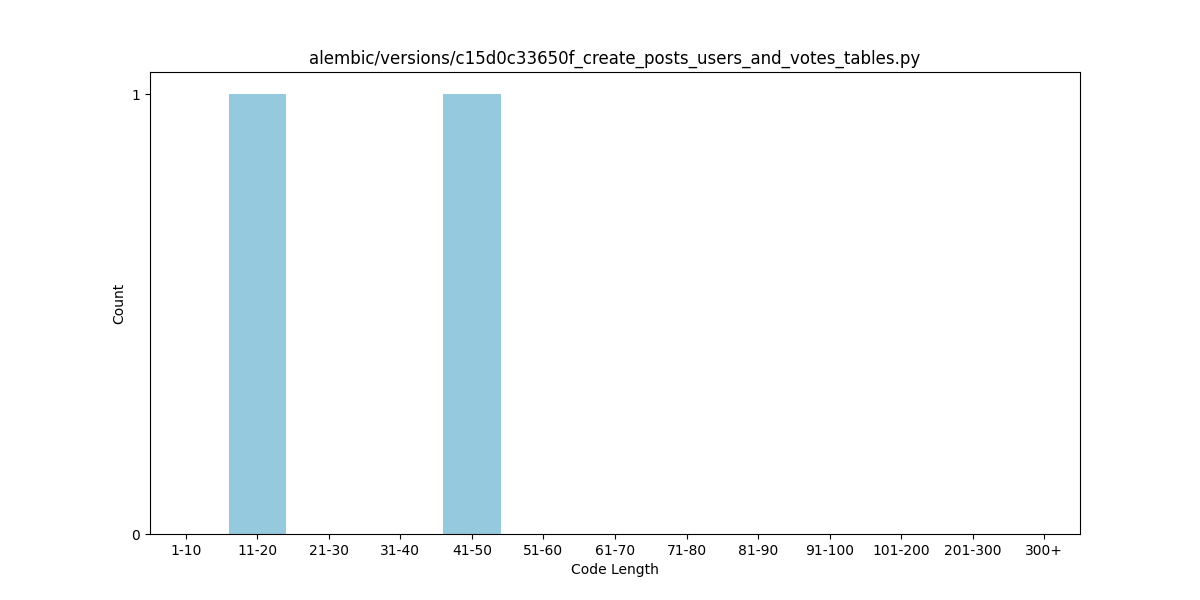 alembic/versions/c15d0c33650f_create_posts_users_and_votes_tables.py
1
Count
0
1-10 11-20 21-30 31-40 41-50 51-60 61-70 71-80 81-90 91-100 101-200 201-300 300+
Code Length